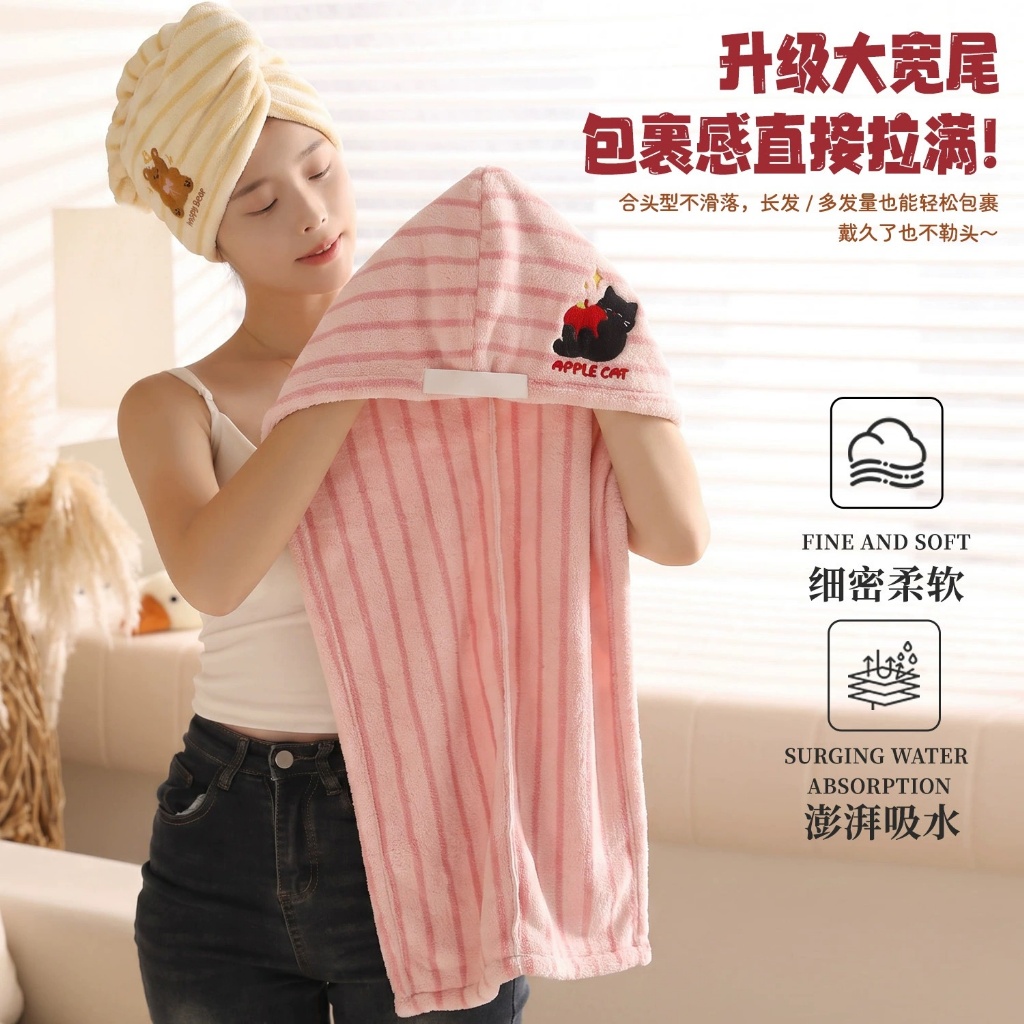 升级大宽尾
包裹感直接拉满!
合头型不滑落，长发 / 多发量也能轻松包裹
戴久了也不勒头～
Happy Bear
APPLE CAT
FINE AND SOFT
细密柔软
SURGING WATER
ABSORPTION
澎湃吸水